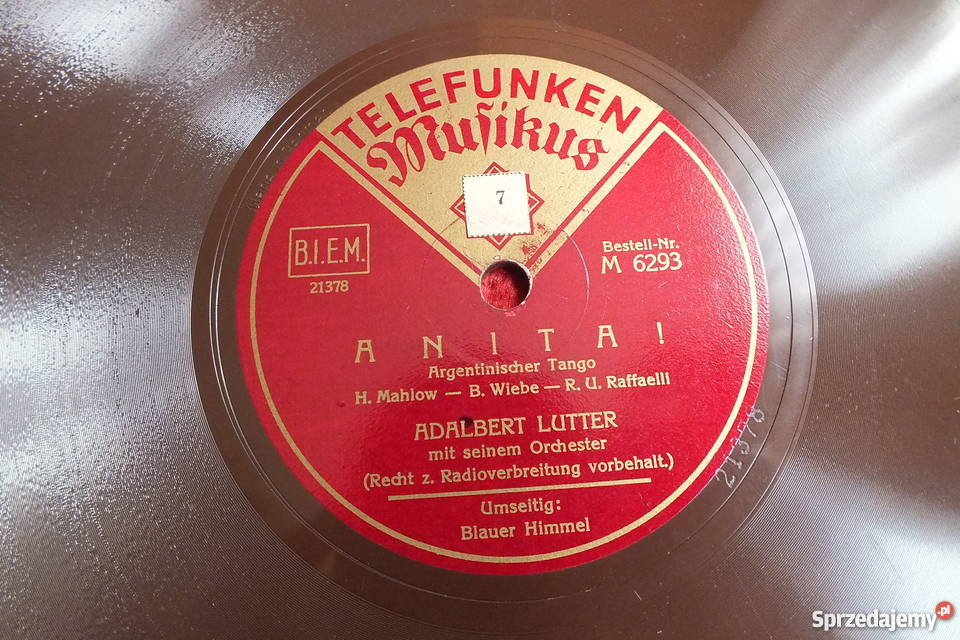 TELEFUNKEN
Musikus
7
B.I.E.M.
21378
Bestell-Nr.
M 6293
ANITA!
Argentinischer Tango
H. Mahlow — B. Wiebe — R. U. Raffaelli
ADALBERT LUTTER
mit seinem Orchester
(Recht z. Radioverbreitung vorbehalt.)
Umseitig:
Blauer Himmel
21378
Sprzedajemy.pl